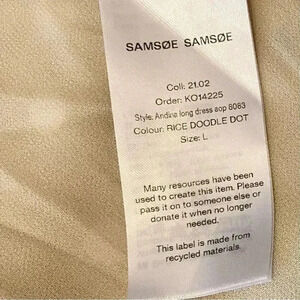 SAMSØE SAMSØE
Coll: 21.02
Order: KO14225
Style: Andina long dress aop 8083
Colour: RICE DOODLE DOT
Size: L
Many resources have been
used to create this item. Please
pass it on to someone else or
donate it when no longer
needed.
This label is made from
recycled materials.